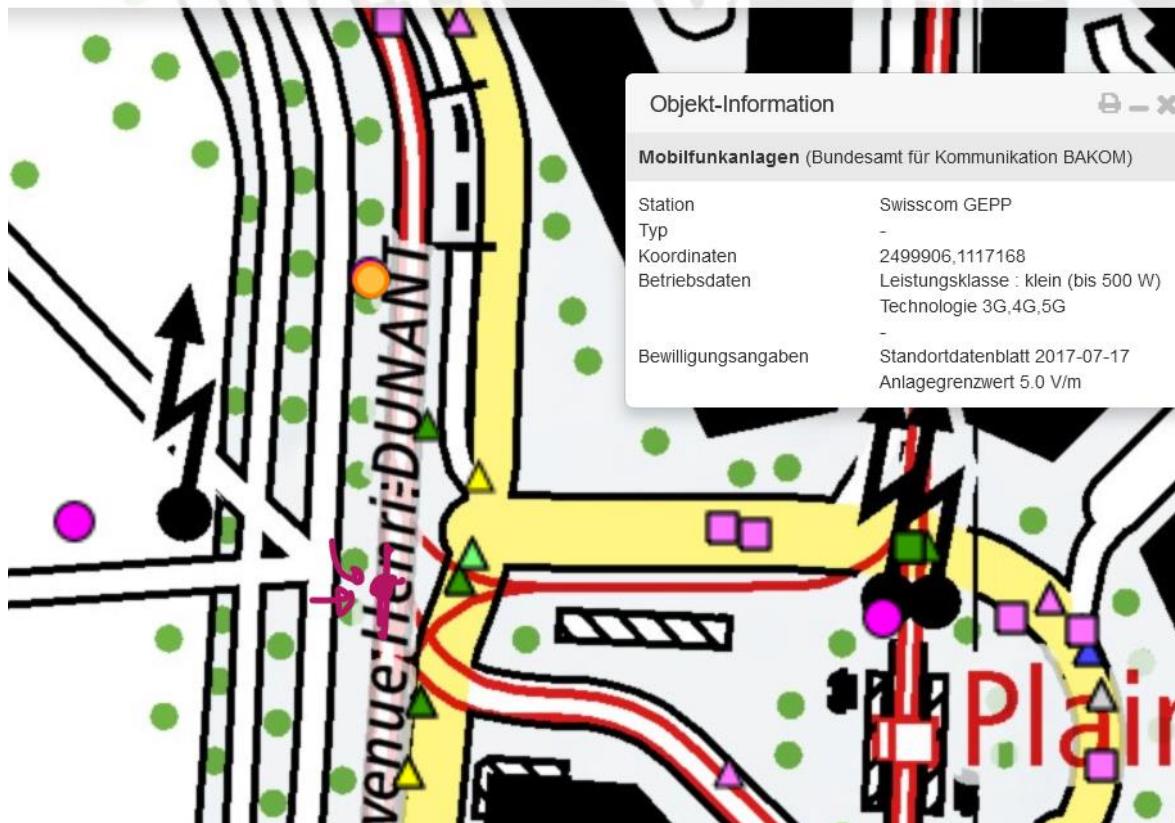 Objekt-Information
Mobilfunkanlagen (Bundesamt für Kommunikation BAKOM)
Station Swisscom GEPP
Typ -
Koordinaten 2499906,1117168
Betriebsdaten Leistungsklasse : klein (bis 500 W)
Technologie 3G,4G,5G
-
Bewilligungsangaben Standortdatenblatt 2017-07-17
Anlagegrenzwert 5.0 V/m
venue Henri-DUNANT
Plain